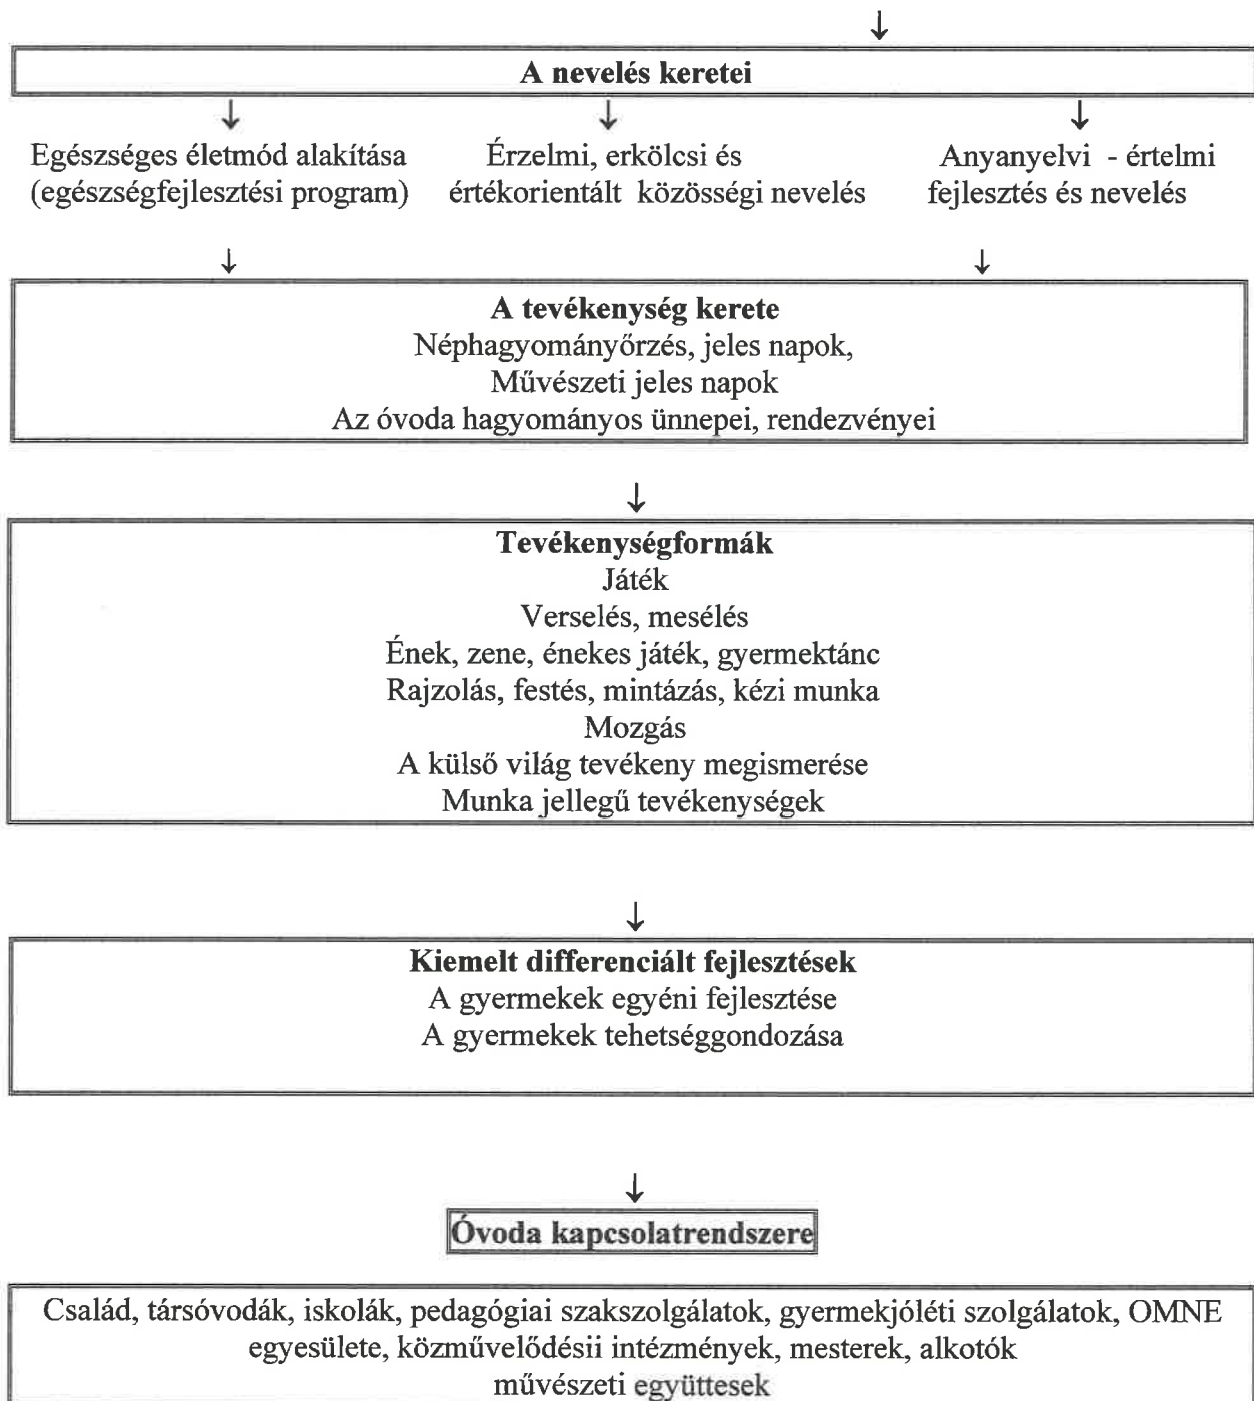 A nevelés keretei
Egészséges életmód alakítása
(egészségfejlesztési program)
Érzelmi, erkölcsi és
értékorientált közösségi nevelés
Anyanyelvi - értelmi
fejlesztés és nevelés
A tevékenység kerete
Néphagyományőrzés, jeles napok,
Művészeti jeles napok
Az óvoda hagyományos ünnepei, rendezvényei
Tevékenységformák
Játék
Verselés, mesélés
Ének, zene, énekes játék, gyermektánc
Rajzolás, festés, mintázás, kézi munka
Mozgás
A külső világ tevékeny megismerése
Munka jellegű tevékenységek
Kiemelt differenciált fejlesztések
A gyermekek egyéni fejlesztése
A gyermekek tehetséggondozása
Óvoda kapcsolatrendszere
Család, társóvodák, iskolák, pedagógiai szakszolgálatok, gyermekjóléti szolgálatok, OMNE
egyesülete, közművelődésii intézmények, mesterek, alkotók
művészeti együttesek